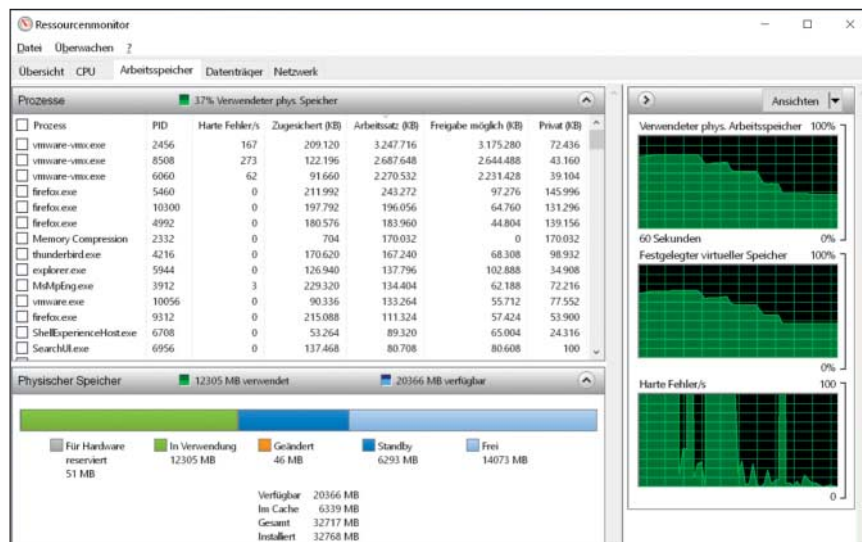 Ressourcenmonitor
Datei Überwachen ?
Übersicht CPU Arbeitsspeicher Datenträger Netzwerk
Prozesse 37% Verwendeter phys. Speicher
Prozess PID Harte Fehler/s Zugesichert (KB) Arbeitssatz (KB) Freigabe möglich (KB) Privat (KB)
vmware-vmx.exe 2456 167 209.120 3.247.716 3.175.280 72.436
vmware-vmx.exe 8508 273 122.196 2.687.648 2.644.488 43.160
vmware-vmx.exe 6060 62 91.660 2.270.532 2.231.428 39.104
firefox.exe 5460 0 211.992 243.272 97.276 145.996
firefox.exe 10300 0 197.792 196.056 64.760 131.296
firefox.exe 4992 0 180.576 183.960 44.804 139.156
Memory Compression 2332 0 704 170.032 0 170.032
thunderbird.exe 4216 0 170.620 167.240 68.308 98.932
explorer.exe 5944 0 126.940 137.796 102.888 34.908
MsMpEng.exe 3912 3 229.320 134.404 62.188 72.216
vmware.exe 10056 0 90.336 133.264 55.712 77.552
firefox.exe 9312 0 215.088 111.324 57.424 53.900
ShellExperienceHost.exe 6708 0 53.264 89.320 65.004 24.316
SearchUI.exe 6956 0 137.468 80.708 80.608 100
Physischer Speicher 12305 MB verwendet 20366 MB verfügbar
Für Hardware reserviert 51 MB
In Verwendung 12305 MB
Geändert 46 MB
Standby 6293 MB
Frei 14073 MB
Verfügbar 20366 MB
Im Cache 6339 MB
Gesamt 32717 MB
Installiert 32768 MB
Ansichten
Verwendeter phys. Arbeitsspeicher 100%
60 Sekunden 0%
Festgelegter virtueller Speicher 100%
0%
Harte Fehler/s 100
0